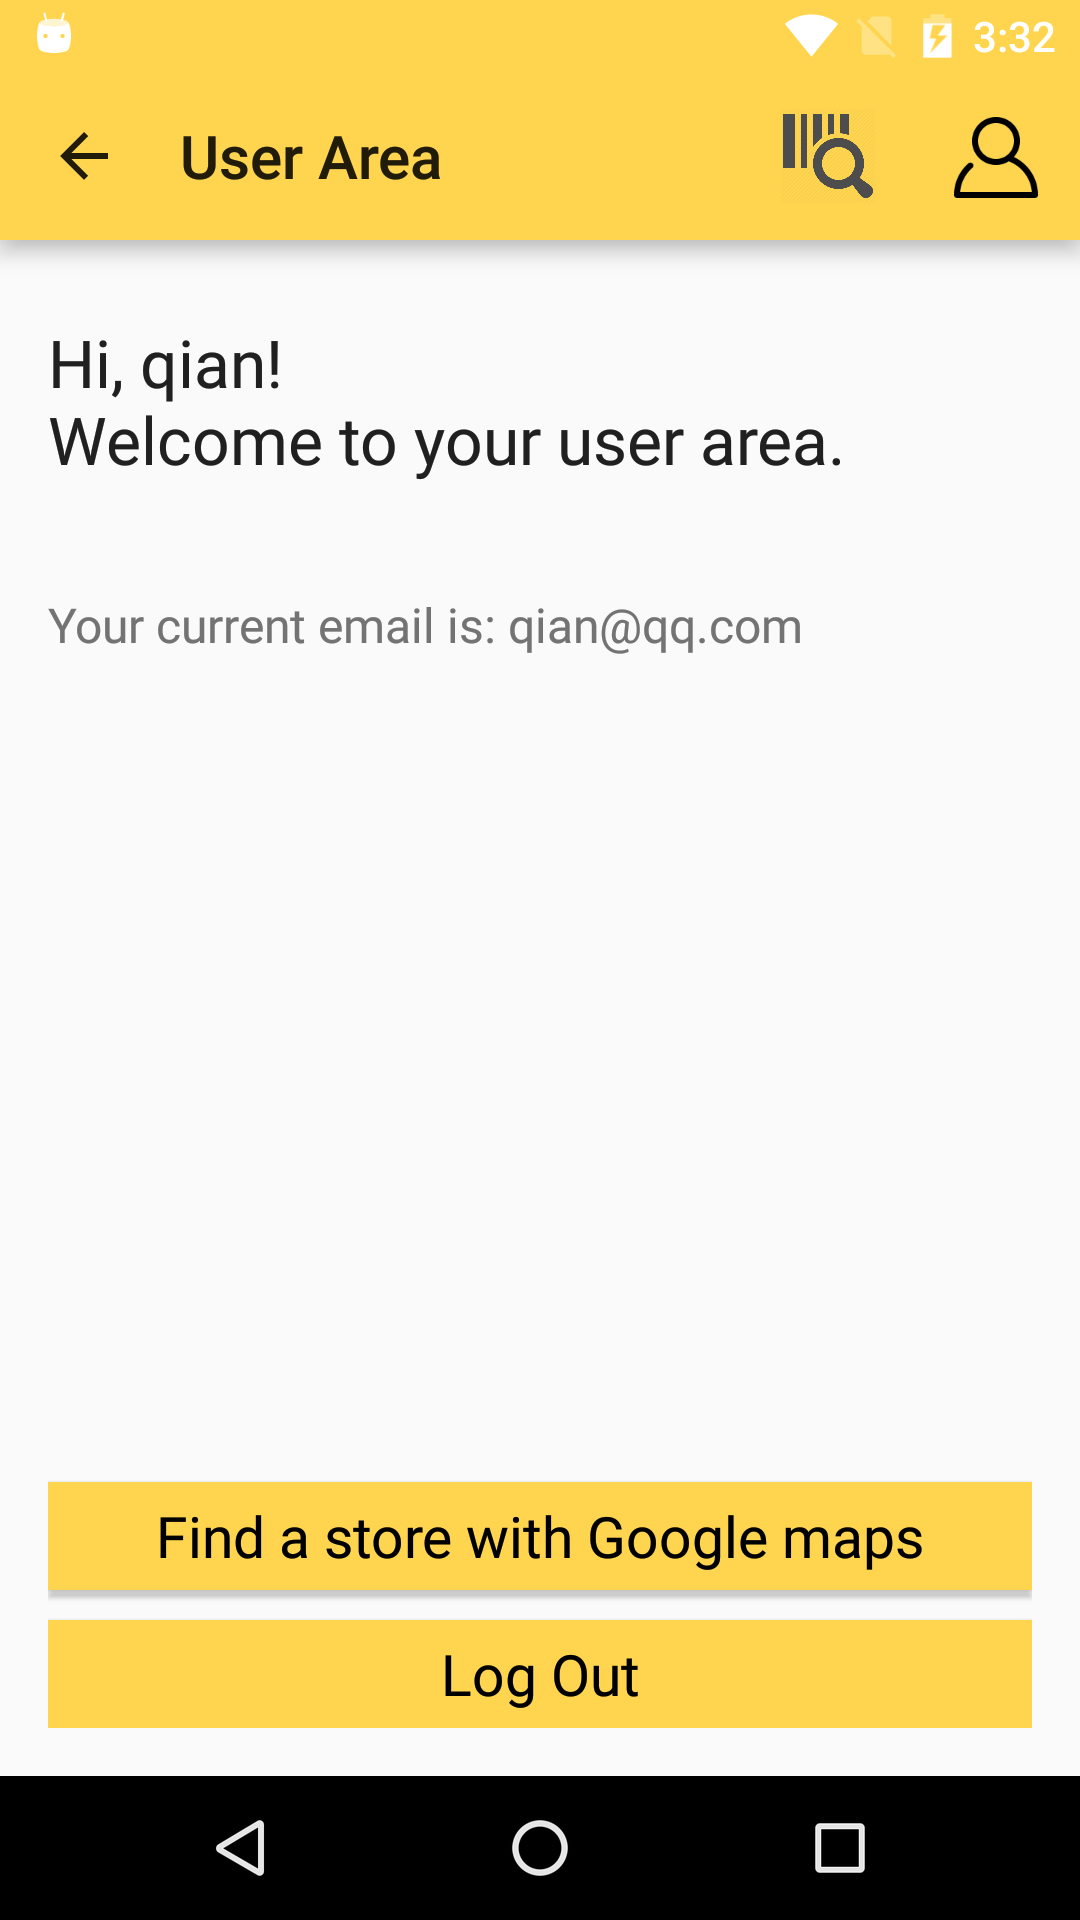 3:32
User Area
Hi, qian!
Welcome to your user area.
Your current email is: qian@qq.com
Find a store with Google maps
Log Out